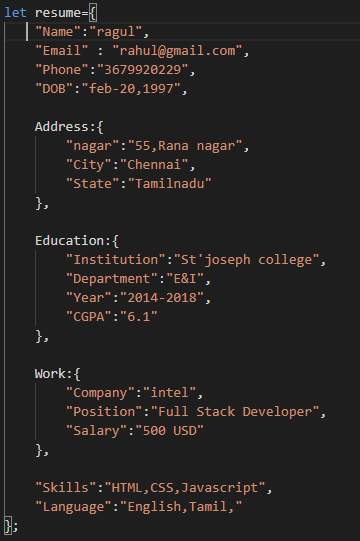 let resume={
"Name":"ragul",
"Email" : "rahul@gmail.com",
"Phone":"3679920229",
"DOB":"feb-20,1997",
Address:{
"nagar":"55,Rana nagar",
"City":"Chennai",
"State":"Tamilnadu"
},
Education:{
"Institution":"St'joseph college",
"Department":"E&I",
"Year":"2014-2018",
"CGPA":"6.1"
},
Work:{
"Company":"intel",
"Position":"Full Stack Developer",
"Salary":"500 USD"
},
"Skills":"HTML,CSS,Javascript",
"Language":"English,Tamil,"
};